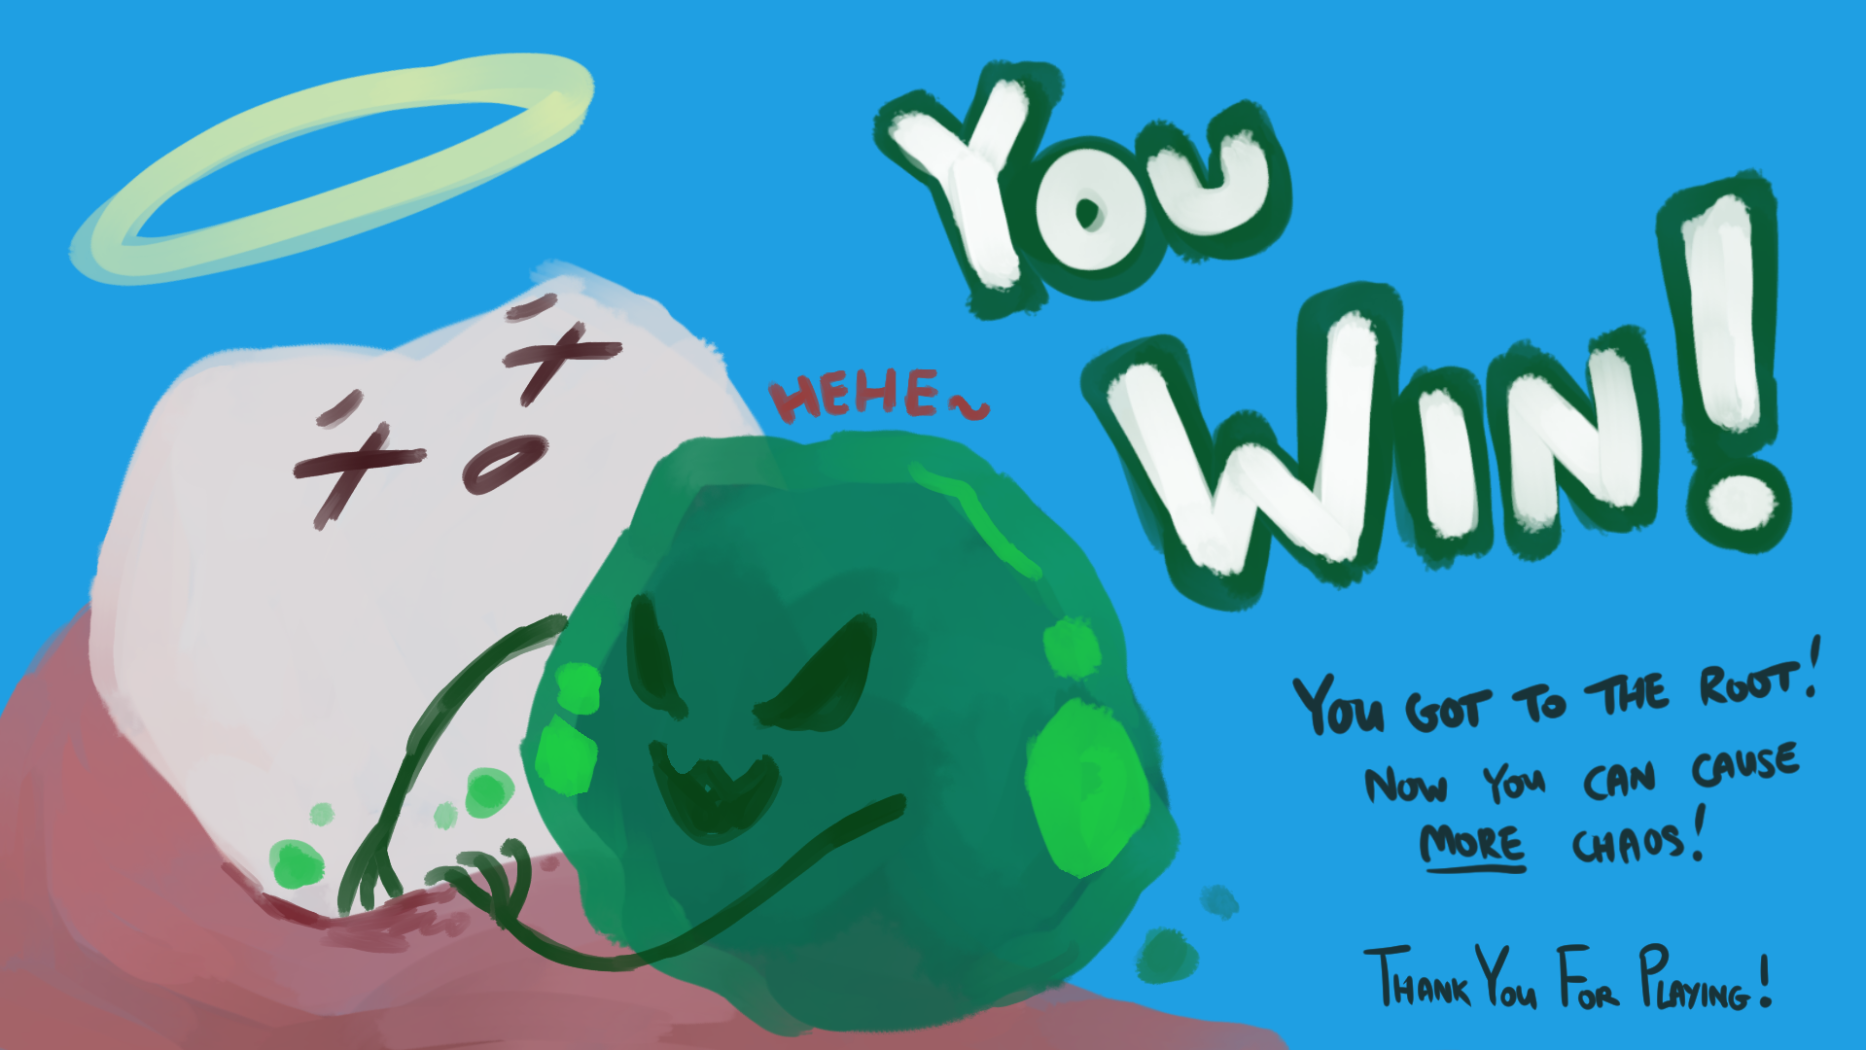 YOU
WIN!
HEHE~
YOU GOT TO THE ROOT!
NOW YOU CAN CAUSE
MORE CHAOS!
THANK YOU FOR PLAYING!